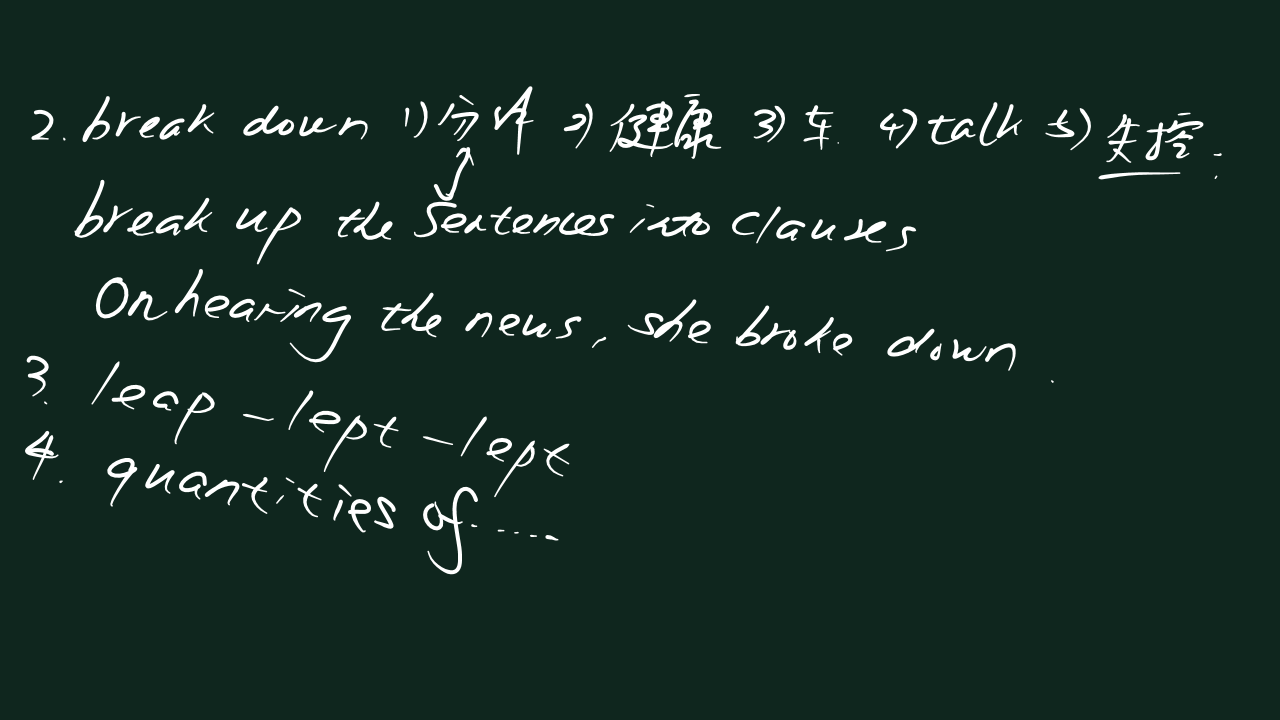 2. break down 1)分解 2)健康 3)车 4)talk 5)失控.
break up the sentences into clauses
On hearing the news, she broke down.
3. leap - lept - lept
4. quantities of ......